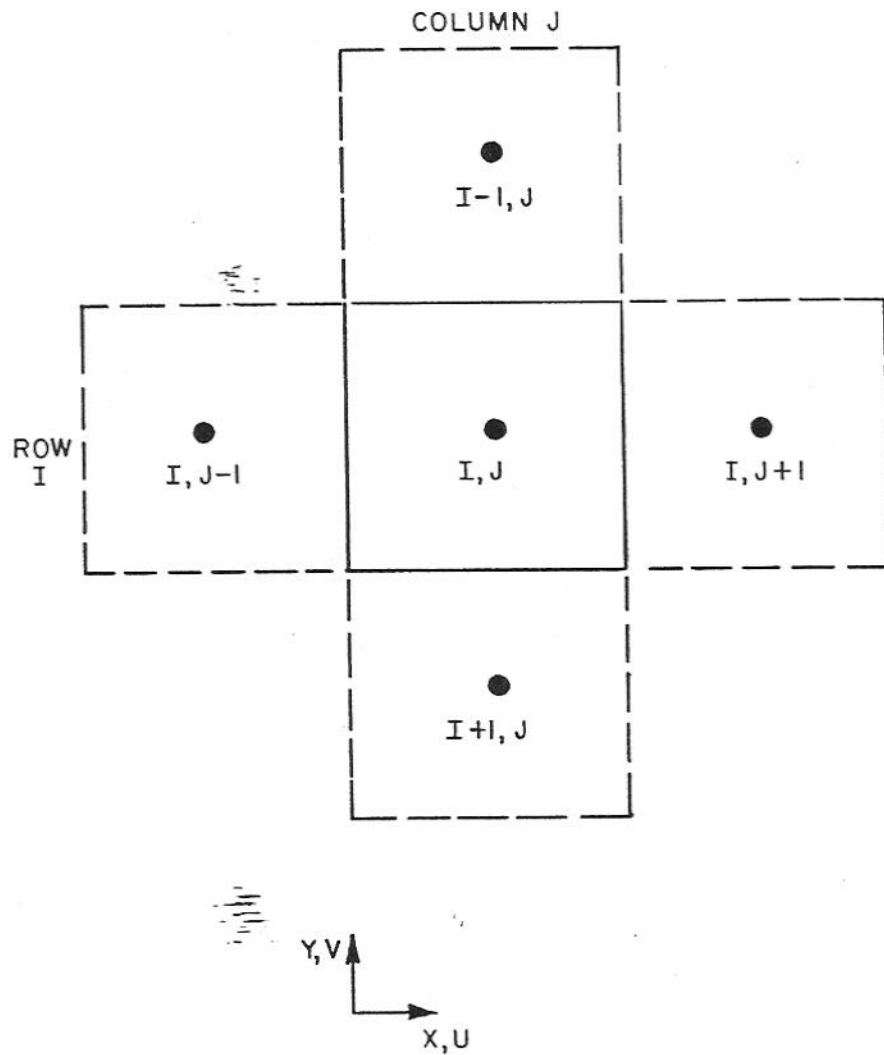 COLUMN J
I-1, J
ROW
I
I, J-1
I, J
I, J+1
I+1, J
Y, V
X, U